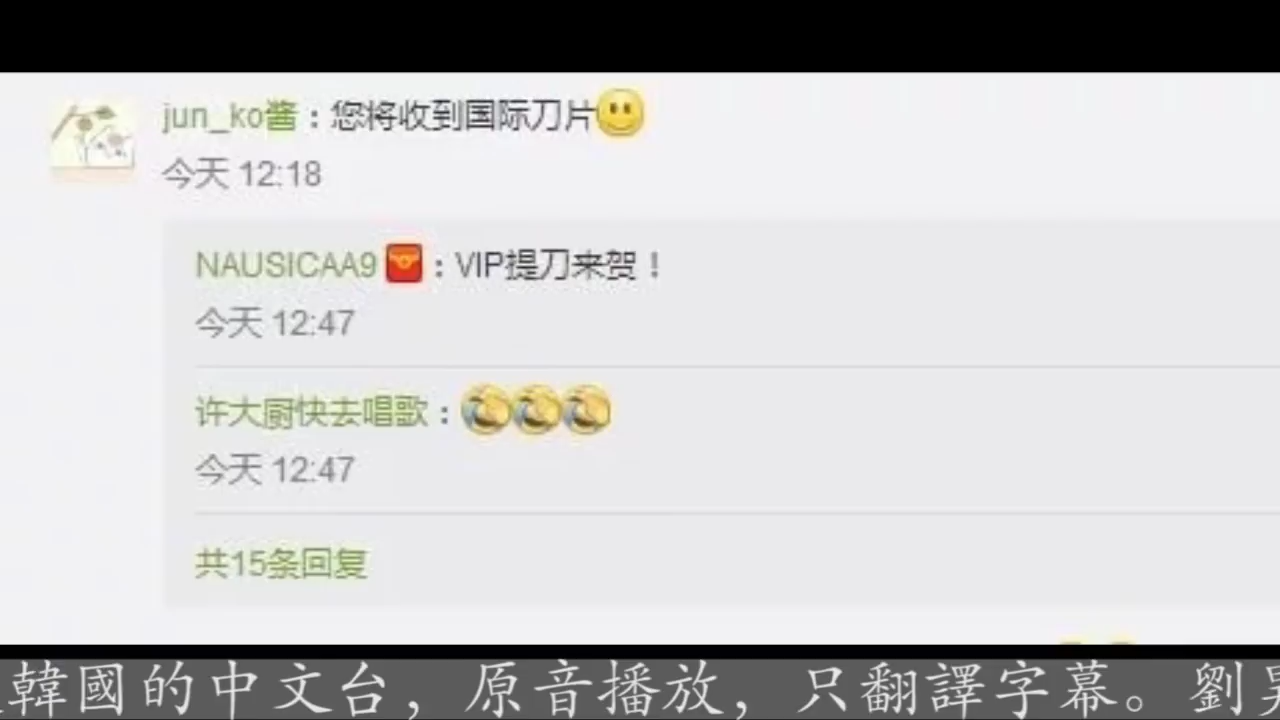 jun_ko酱：您将收到国际刀片
今天 12:18
NAUSICAA9：VIP提刀来贺！
今天 12:47
许大厨快去唱歌：
今天 12:47
共15条回复
韓國的中文台，原音播放，只翻譯字幕。劉